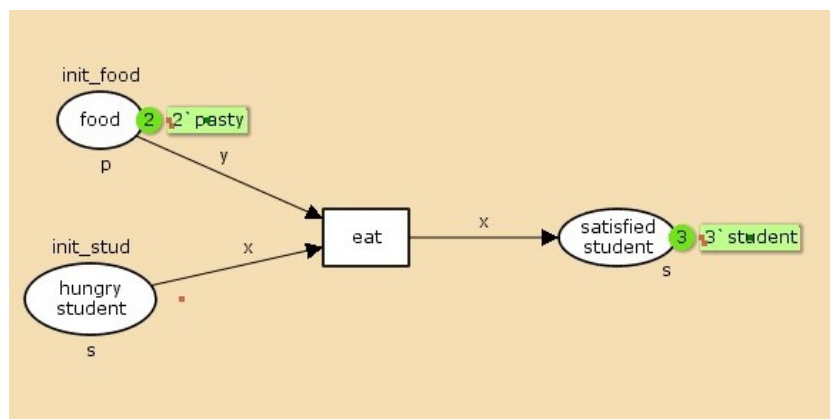 init_food
food
2
2`pasty
p
y
init_stud
x
hungry
student
s
eat
x
satisfied
student
3
3`student
s